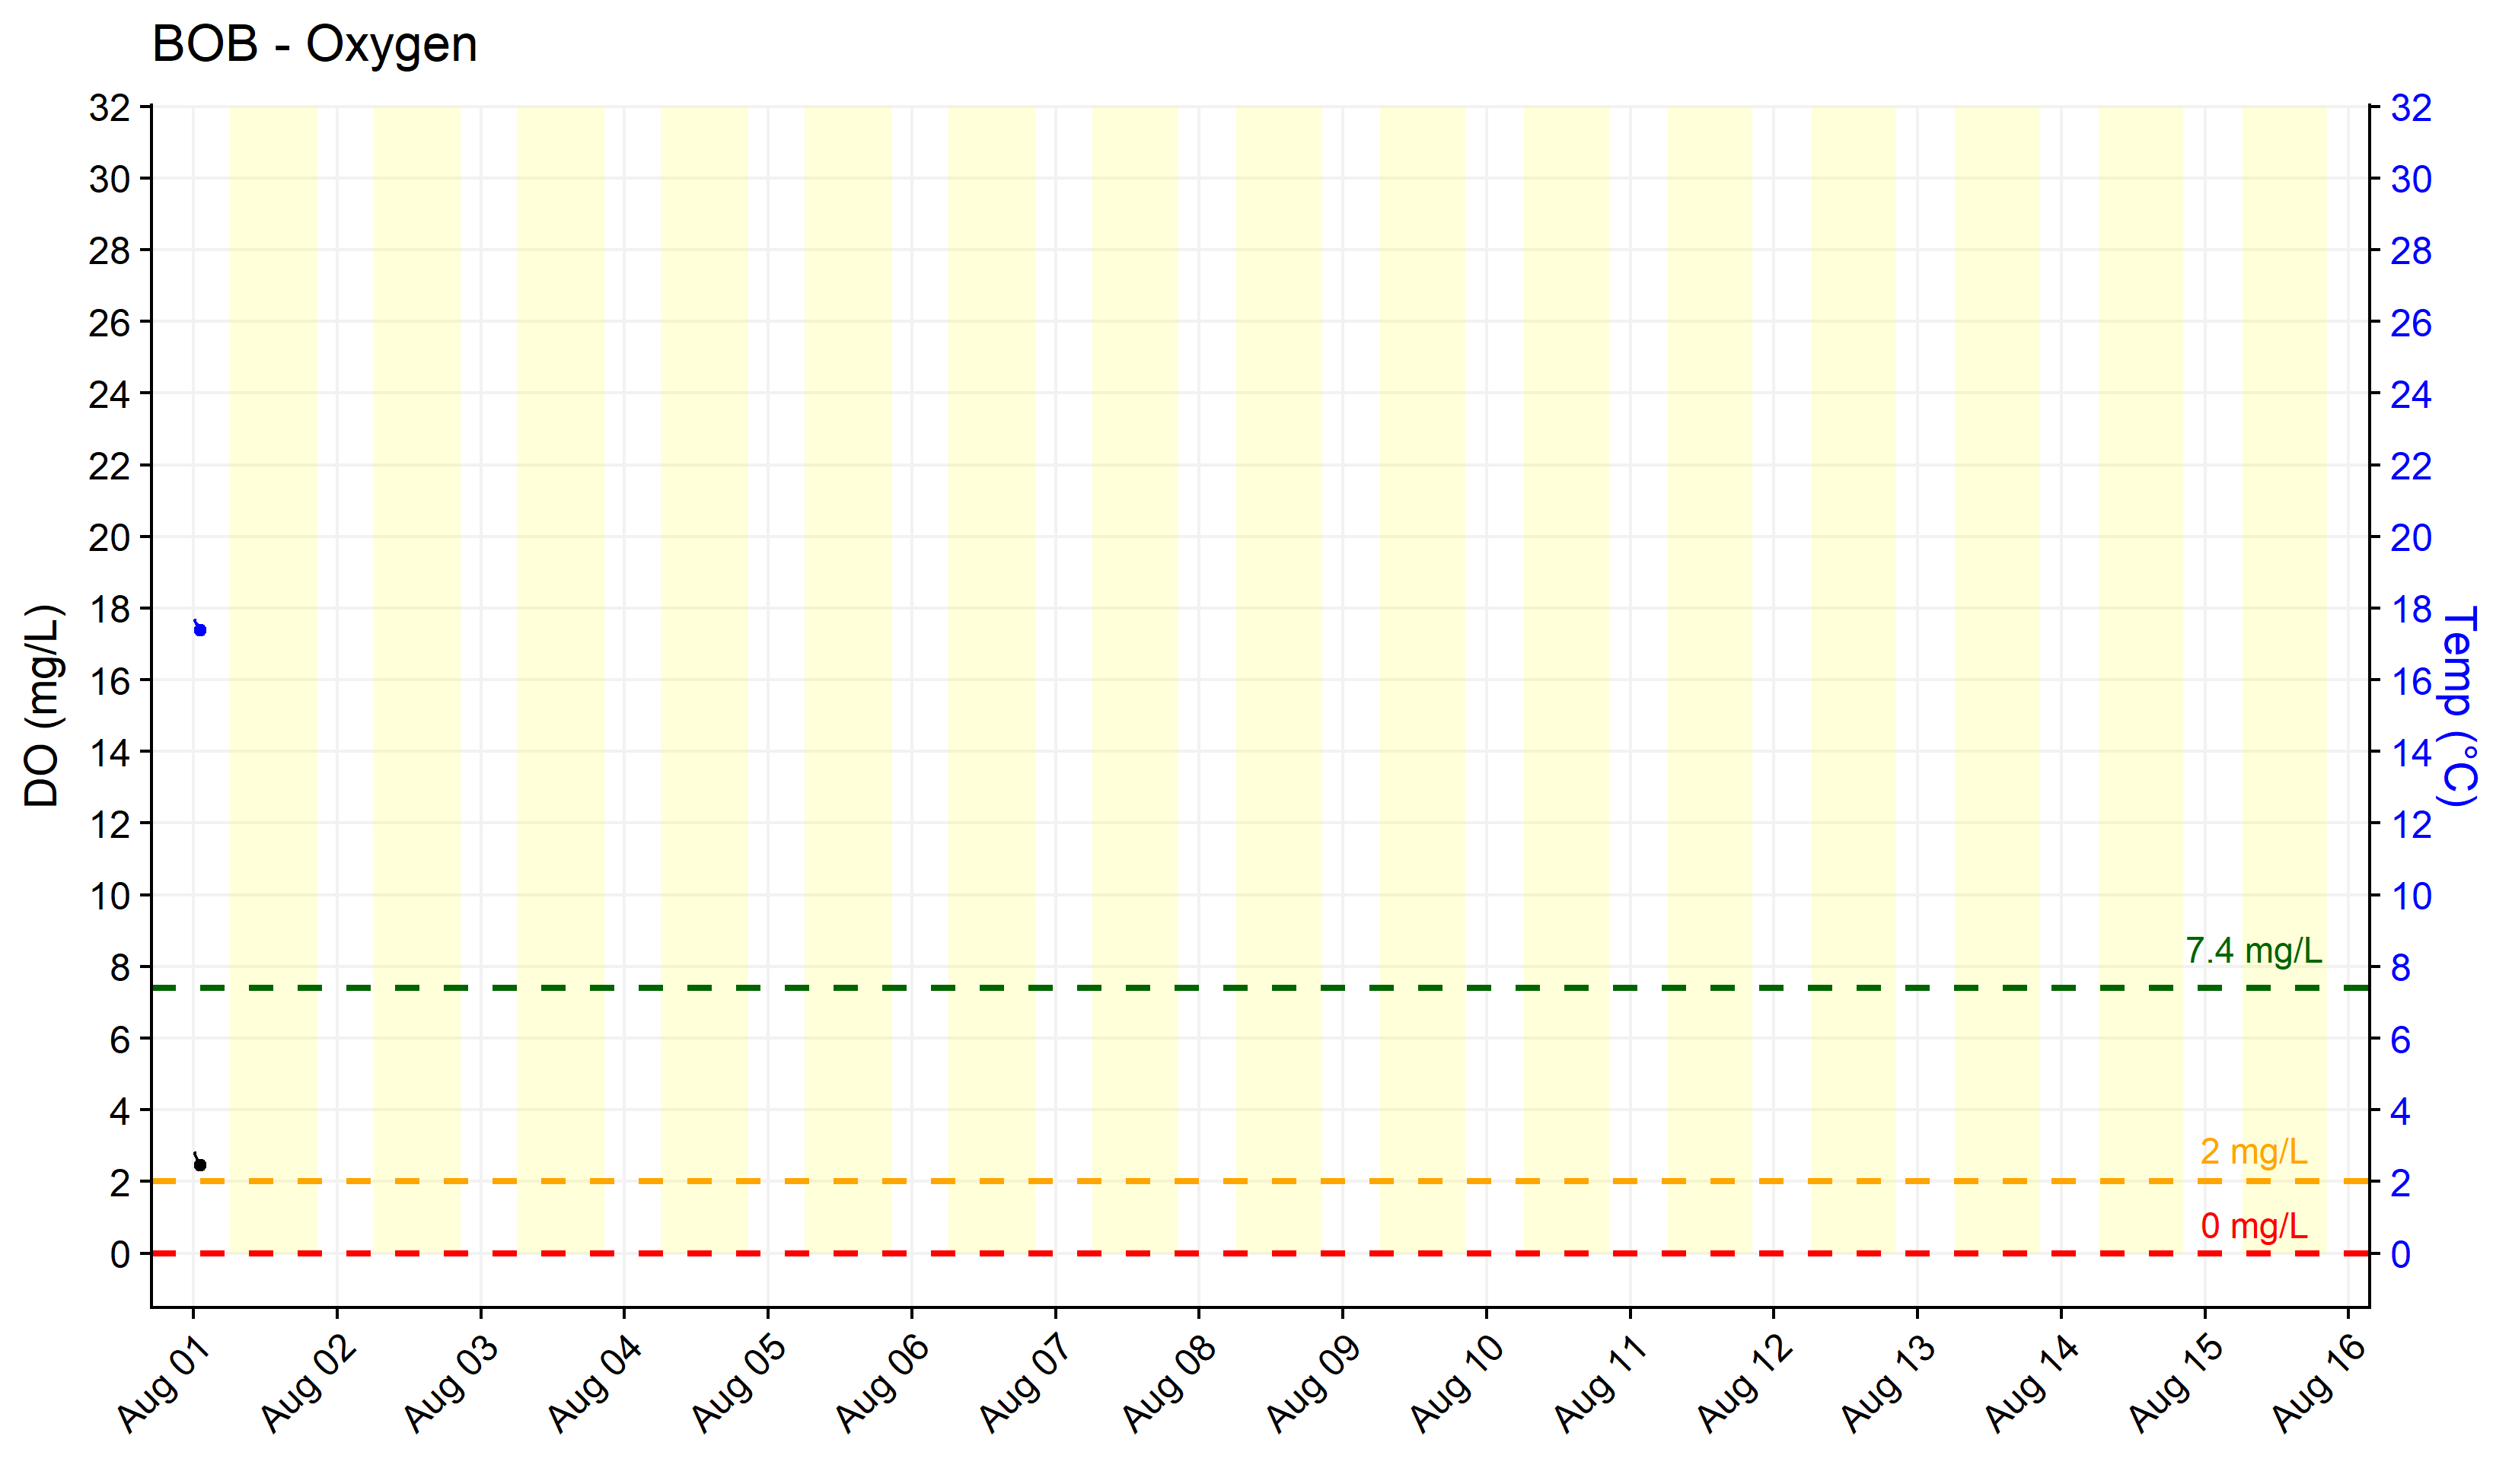 BOB - Oxygen
32
30
28
26
24
22
20
18
16
14
12
10
8
6
4
2
0
DO (mg/L)
32
30
28
26
24
22
20
18
16
14
12
10
8
6
4
2
0
Temp (°C)
7.4 mg/L
2 mg/L
0 mg/L
Aug 01
Aug 02
Aug 03
Aug 04
Aug 05
Aug 06
Aug 07
Aug 08
Aug 09
Aug 10
Aug 11
Aug 12
Aug 13
Aug 14
Aug 15
Aug 16